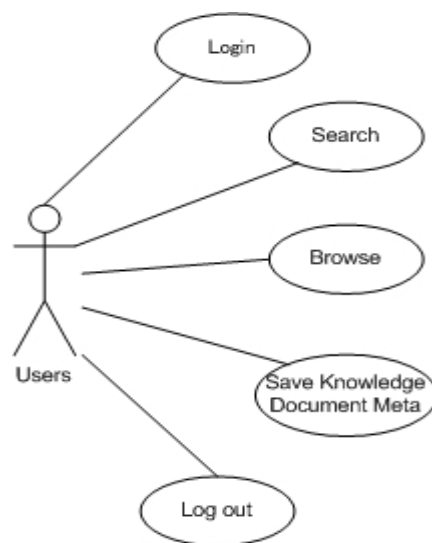 Login
Search
Browse
Users
Save Knowledge
Document Meta
Log out